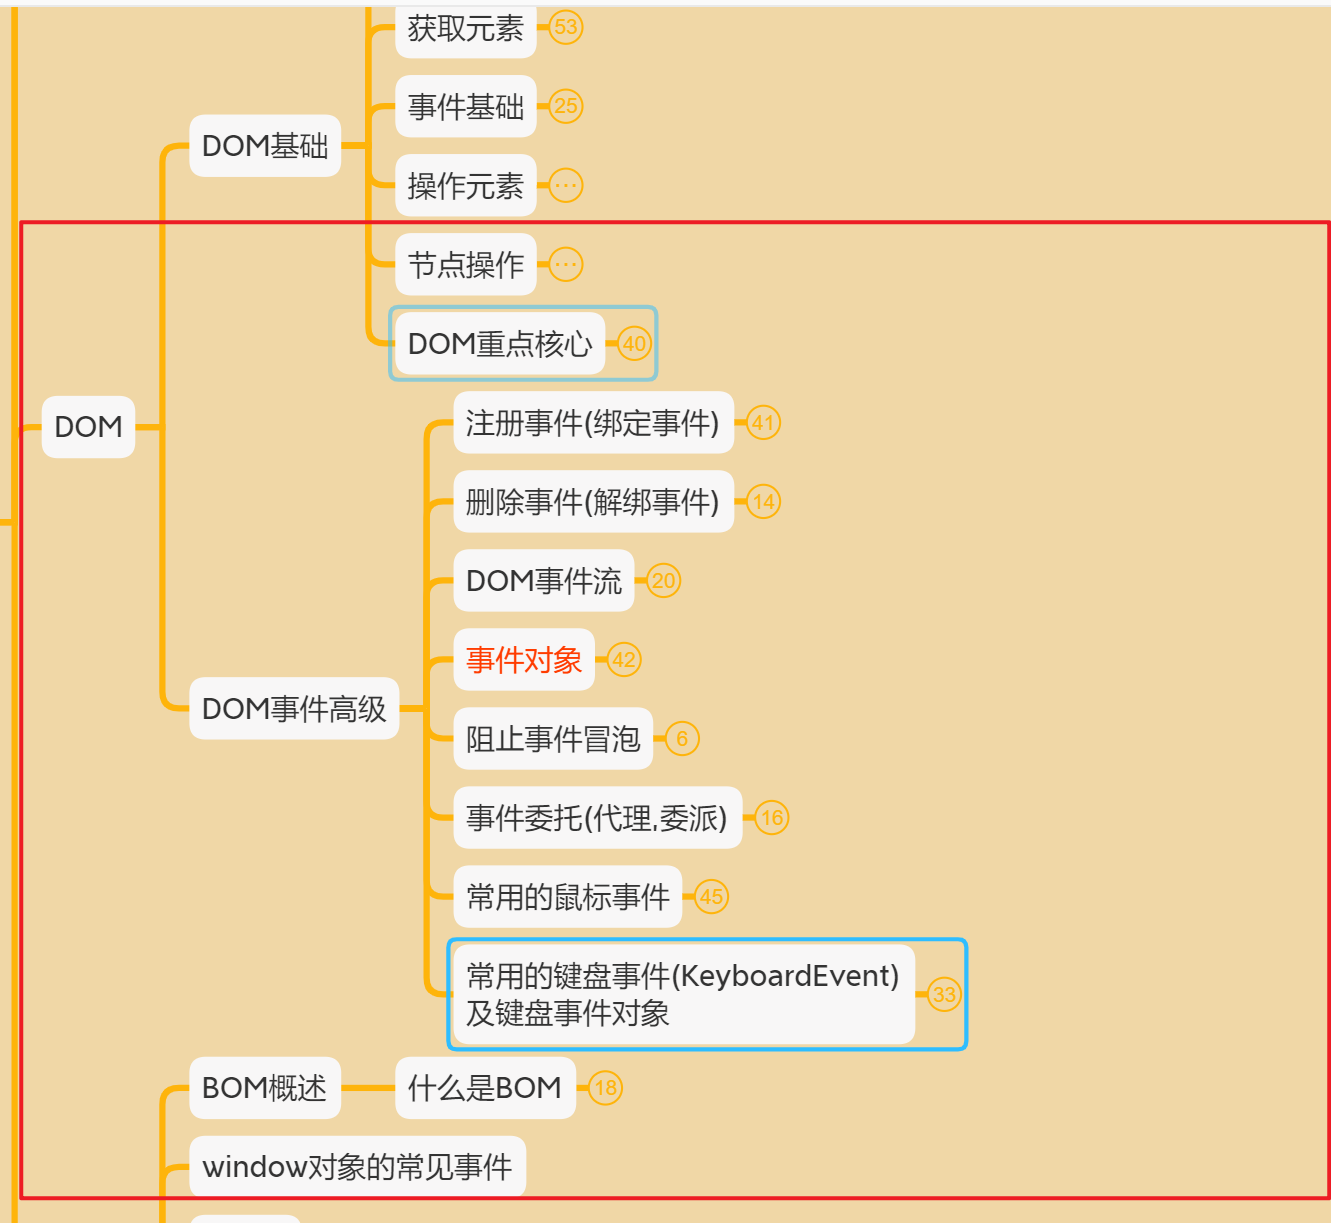 获取元素 53
事件基础 25
DOM基础
操作元素 ···
节点操作 ···
DOM重点核心 40
DOM
注册事件(绑定事件) 41
删除事件(解绑事件) 14
DOM事件流 20
事件对象 42
DOM事件高级
阻止事件冒泡 6
事件委托(代理,委派) 16
常用的鼠标事件 45
常用的键盘事件(KeyboardEvent)
及键盘事件对象 33
BOM概述 什么是BOM 18
window对象的常见事件